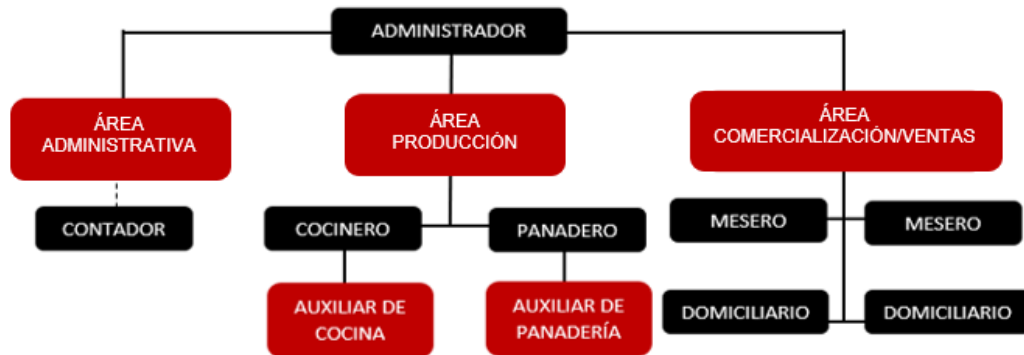 ADMINISTRADOR
ÁREA
ADMINISTRATIVA
ÁREA
PRODUCCIÓN
ÁREA
COMERCIALIZACIÓN/VENTAS
CONTADOR
COCINERO
PANADERO
MESERO
MESERO
AUXILIAR DE
COCINA
AUXILIAR DE
PANADERÍA
DOMICILIARIO
DOMICILIARIO